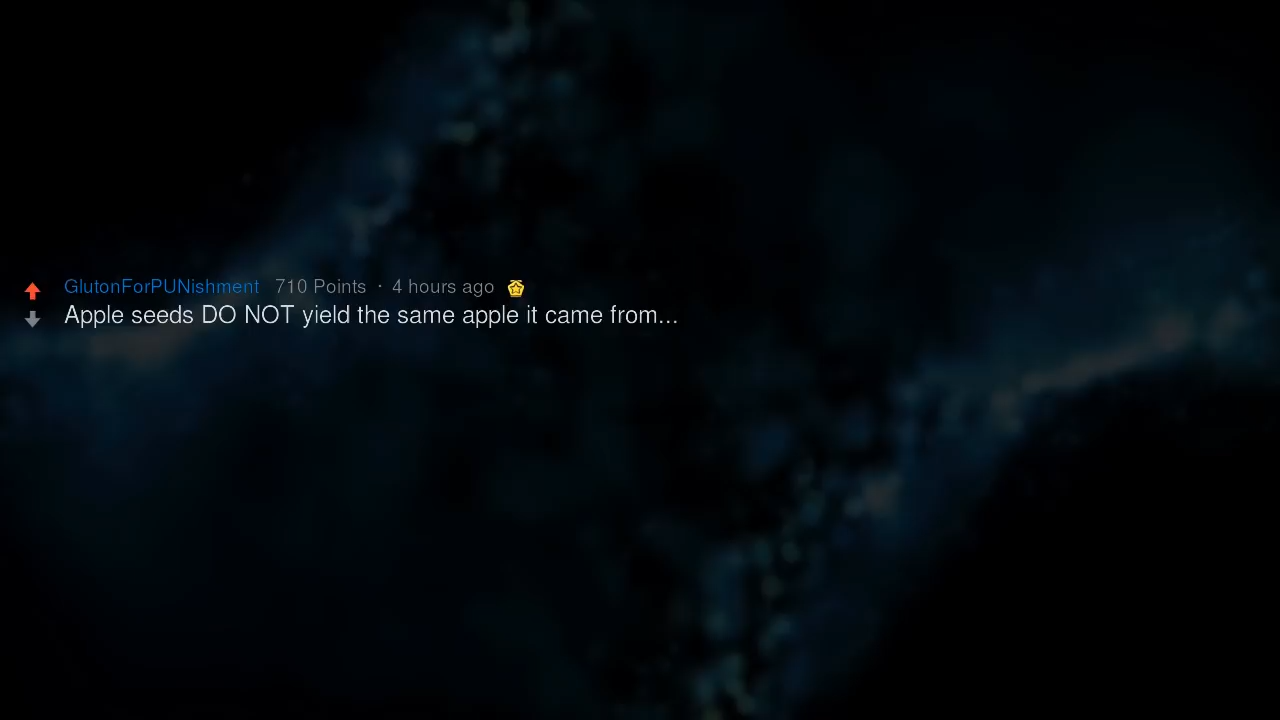 GlutonForPUNishment 710 Points · 4 hours ago
Apple seeds DO NOT yield the same apple it came from...